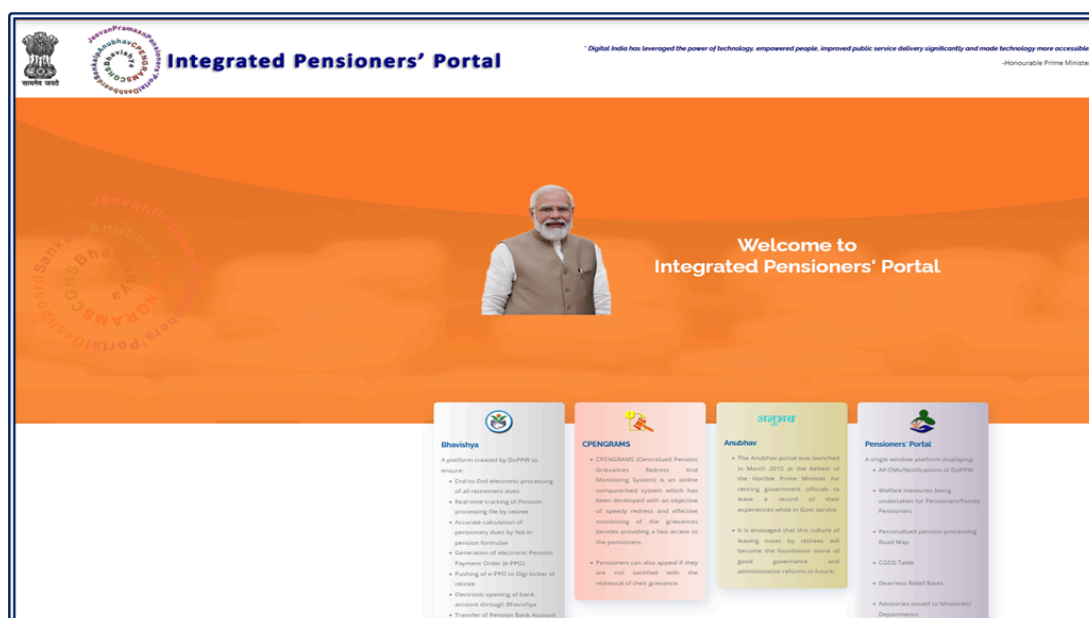 सत्यमेव जयते
JeevanPramaanPensioners'PortalDashboardSankalpAnubhavCPENGRAMSCGHSBhavishya
Integrated Pensioners' Portal
" Digital India has leveraged the power of technology, empowered people, improved public service delivery significantly and made technology more accessible
-Honourable Prime Ministe
JeevanPramaanPensioners'PortalDashboardSankalpAnubhavCPENGRAMSCGHSBhavishya
Welcome to
Integrated Pensioners' Portal
Bhavishya
A platform created by DoPPW to
ensure:
• End-to-End electronic processing
of all retirement dues
• Real-time tracking of Pension
processing file by retiree
• Accurate calculation of
pensionary dues by fed in
pension formulae
• Generation of electronic Pension
Payment Order (e-PPO)
• Pushing of e-PPO to Digi locker of
retiree
• Electronic opening of bank
account through Bhavishya
• Transfer of Pension Bank Account
CPENGRAMS
• CPENGRAMS (Centralized Pension
Grievances Redress And
Monitoring System) is an online
computerised system which has
been developed with an objective
of speedy redress and effective
monitoring of the grievances
besides providing a fast access to
the pensioners.
• Pensioners can also appeal if they
are not satisfied with the
redressal of their grievance.
अनुभव
Anubhav
• The Anubhav portal was launched
in March 2015 at the behest of
the Hon'ble Prime Minister for
retiring government officials to
leave a record of their
experiences while in Govt service
• It is envisaged that this culture of
leaving notes by retirees will
become the foundation stone of
good governance and
administrative reforms in future.
Pensioners' Portal
A single window platform displaying:
• All OMs/Notifications of DoPPW
• Welfare measures being
undertaken for Pensioners/Family
Pensioners
• Personalized pension processing
Road Map
• CGEIS Table
• Dearness Relief Rates
• Advisories issued to Ministries/
Departments